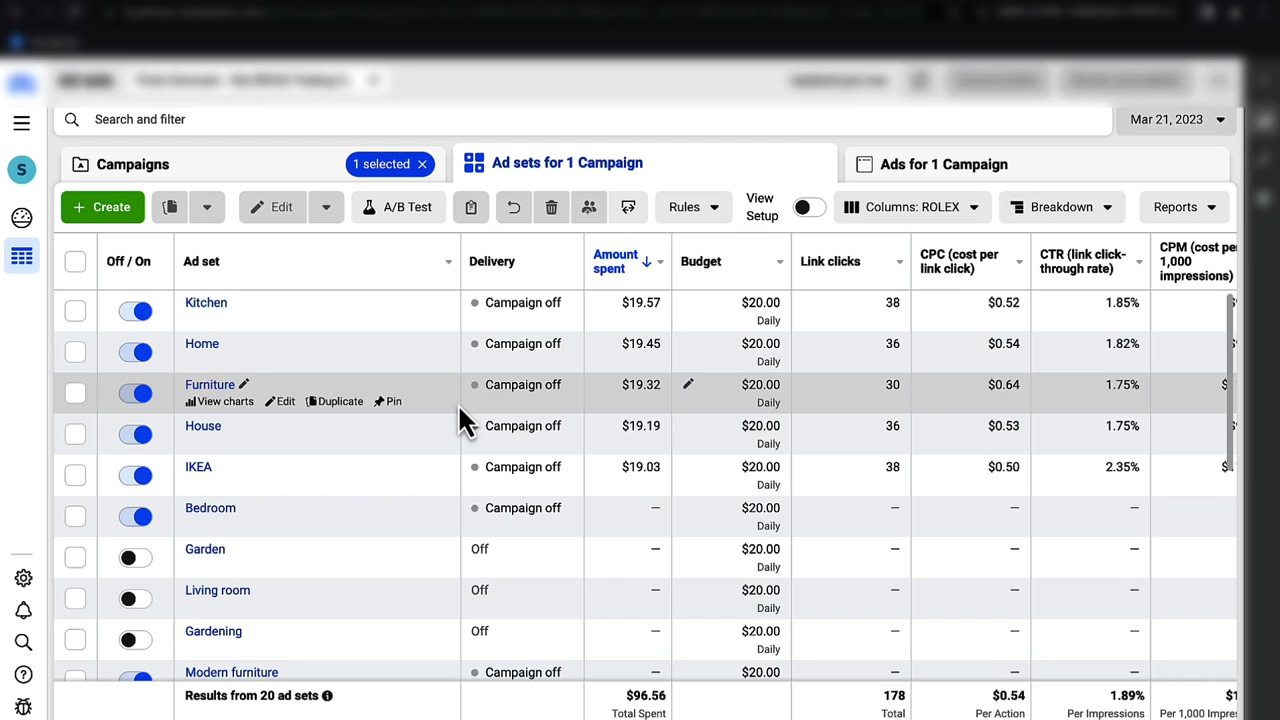 Search and filter
Mar 21, 2023
Campaigns 1 selected
Ad sets for 1 Campaign
Ads for 1 Campaign
S
+ Create
Edit
A/B Test
Rules
View Setup
Columns: ROLEX
Breakdown
Reports
Off / On
Ad set
Delivery
Amount spent
Budget
Link clicks
CPC (cost per link click)
CTR (link click-through rate)
CPM (cost per 1,000 impressions)
Kitchen Campaign off $19.57 $20.00 38 $0.52 1.85%
Daily
Home Campaign off $19.45 $20.00 36 $0.54 1.82%
Daily
Furniture Campaign off $19.32 $20.00 30 $0.64 1.75% $
View charts Edit Duplicate Pin Daily
House Campaign off $19.19 $20.00 36 $0.53 1.75%
Daily
IKEA Campaign off $19.03 $20.00 38 $0.50 2.35%
Daily
Bedroom Campaign off — $20.00 — — —
Daily
Garden Off — $20.00 — — —
Daily
Living room Off — $20.00 — — —
Daily
Gardening Off — $20.00 — — —
Daily
Modern furniture Campaign off — $20.00 — — —
Results from 20 ad sets $96.56 178 $0.54 1.89%
Total Spent Total Per Action Per Impressions Per 1,000 Impres